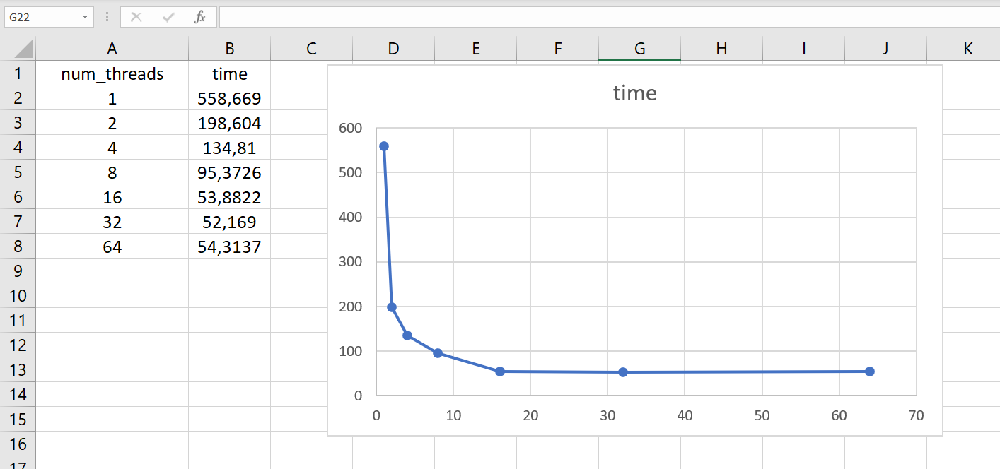 G22 fx
A B C D E F G H I J K
1 num_threads time
2 1 558,669
3 2 198,604
4 4 134,81
5 8 95,3726
6 16 53,8822
7 32 52,169
8 64 54,3137
9
10
11
12
13
14
15
16
17
time
600
500
400
300
200
100
0
0 10 20 30 40 50 60 70